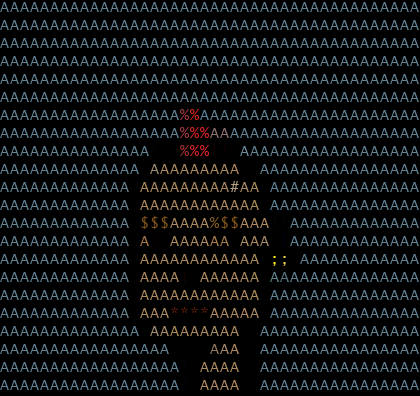 AAAAAAAAAAAAAAAAAAAAAAAAAAAAAAAAAAAAAAAAAA
AAAAAAAAAAAAAAAAAAAAAAAAAAAAAAAAAAAAAAAAAA
AAAAAAAAAAAAAAAAAAAAAAAAAAAAAAAAAAAAAAAAAA
AAAAAAAAAAAAAAAAAAAAAAAAAAAAAAAAAAAAAAAAAA
AAAAAAAAAAAAAAAAAAAAAAAAAAAAAAAAAAAAAAAAAA
AAAAAAAAAAAAAAAAAAAAAAAAAAAAAAAAAAAAAAAAAA
AAAAAAAAAAAAAAAAAA%%AAAAAAAAAAAAAAAAAAAAAA
AAAAAAAAAAAAAAAAAA%%%AAAAAAAAAAAAAAAAAAAAA
AAAAAAAAAAAAAAA   %%%   AAAAAAAAAAAAAAAAAA
AAAAAAAAAAAAAA AAAAAAAAA  AAAAAAAAAAAAAAAA
AAAAAAAAAAAAA AAAAAAAAA#AA AAAAAAAAAAAAAAA
AAAAAAAAAAAAA AAAAAAAAAAAA AAAAAAAAAAAAAAA
AAAAAAAAAAAAA $$$AAAA%$$AAA  AAAAAAAAAAAAA
AAAAAAAAAAAAA A  AAAAAA AAA  AAAAAAAAAAAAA
AAAAAAAAAAAAA AAAAAAAAAAAA ;; AAAAAAAAAAAA
AAAAAAAAAAAAA AAAA  AAAAAA AAAAAAAAAAAAAAA
AAAAAAAAAAAAA AAAAAAAAAAAA AAAAAAAAAAAAAAA
AAAAAAAAAAAAA AAA☆☆☆☆AAAAA AAAAAAAAAAAAAAA
AAAAAAAAAAAAAA AAAAAAAAA  AAAAAAAAAAAAAAAA
AAAAAAAAAAAAAAAAA    AAA  AAAAAAAAAAAAAAAA
AAAAAAAAAAAAAAAAAA  AAAA  AAAAAAAAAAAAAAAA
AAAAAAAAAAAAAAAAAA  AAAA  AAAAAAAAAAAAAAAA